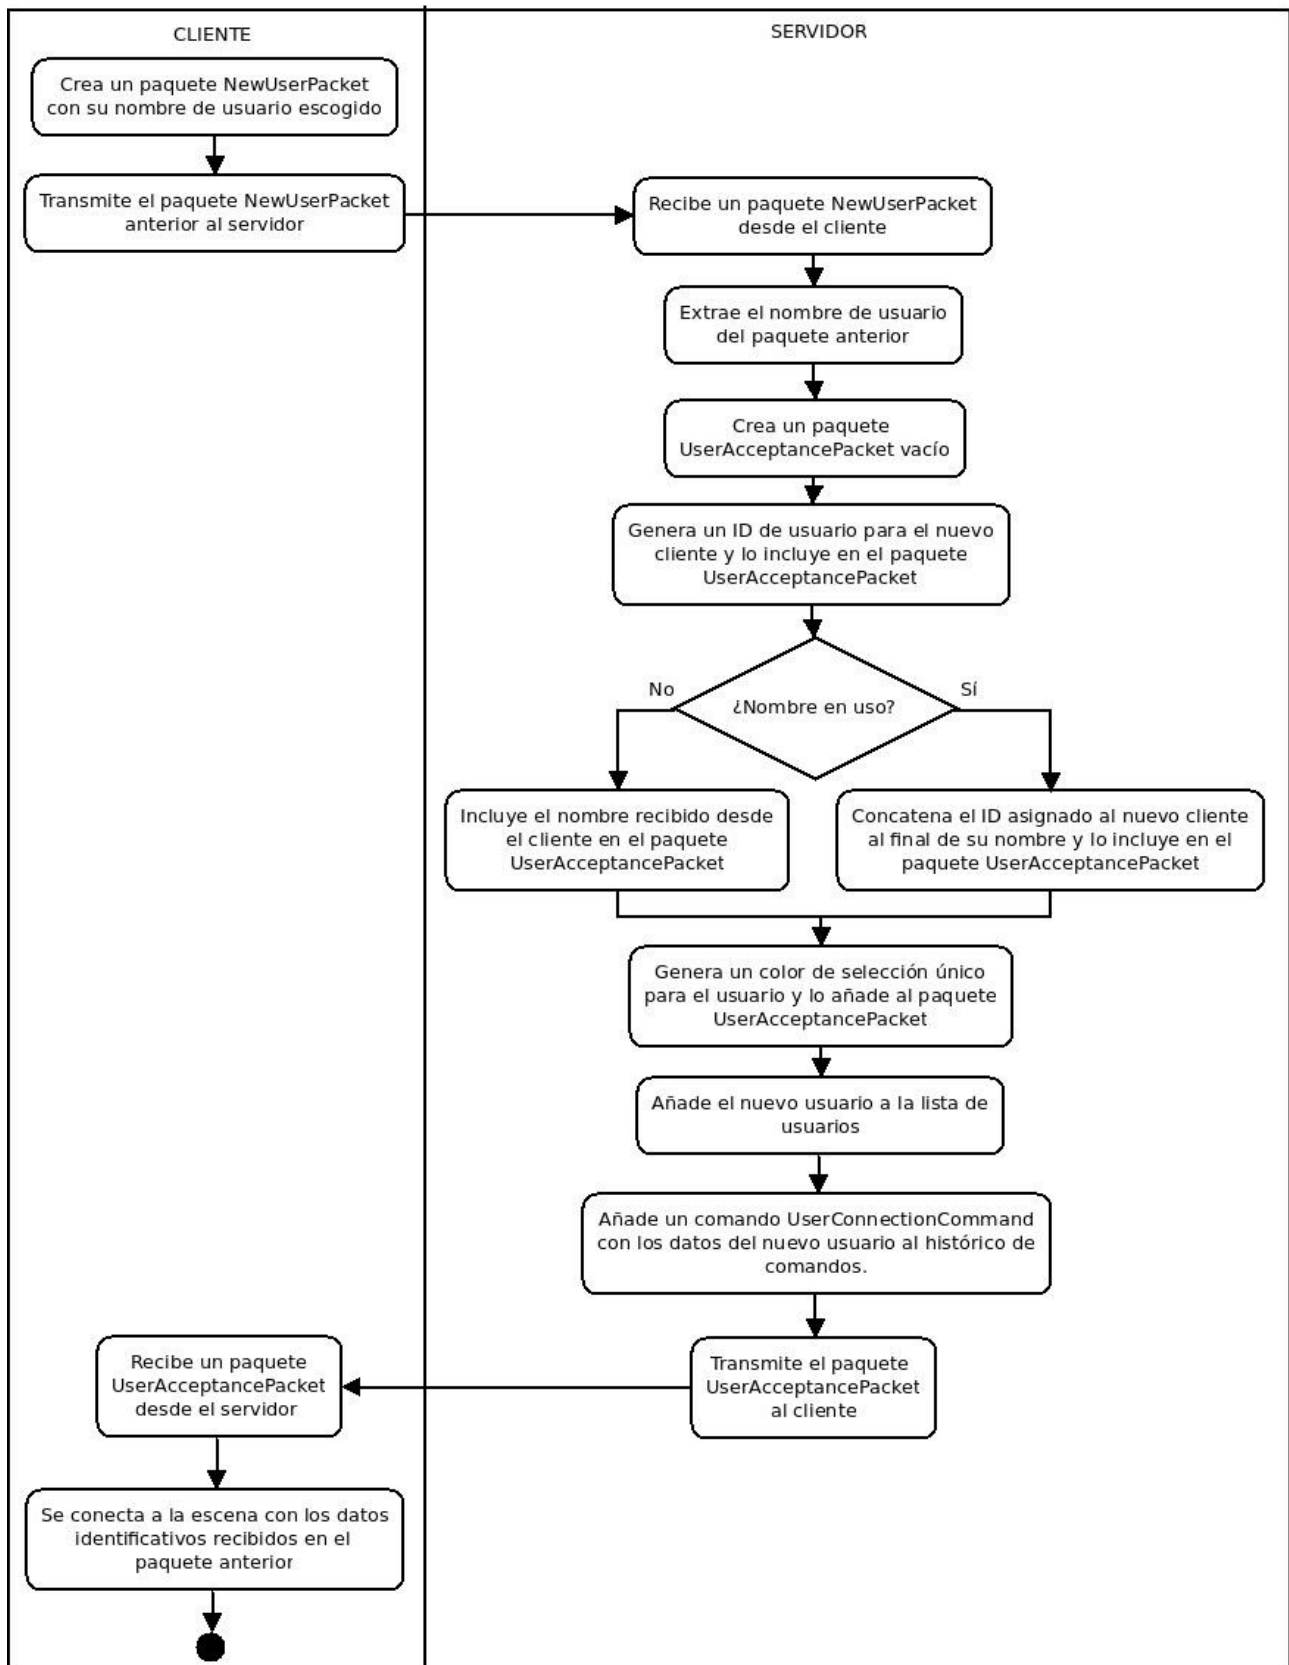 CLIENTE
SERVIDOR
Crea un paquete NewUserPacket
con su nombre de usuario escogido
Transmite el paquete NewUserPacket
anterior al servidor
Recibe un paquete NewUserPacket
desde el cliente
Extrae el nombre de usuario
del paquete anterior
Crea un paquete
UserAcceptancePacket vacío
Genera un ID de usuario para el nuevo
cliente y lo incluye en el paquete
UserAcceptancePacket
No
Sí
¿Nombre en uso?
Incluye el nombre recibido desde
el cliente en el paquete
UserAcceptancePacket
Concatena el ID asignado al nuevo cliente
al final de su nombre y lo incluye en el
paquete UserAcceptancePacket
Genera un color de selección único
para el usuario y lo añade al paquete
UserAcceptancePacket
Añade el nuevo usuario a la lista de
usuarios
Añade un comando UserConnectionCommand
con los datos del nuevo usuario al histórico de
comandos.
Transmite el paquete
UserAcceptancePacket
al cliente
Recibe un paquete
UserAcceptancePacket
desde el servidor
Se conecta a la escena con los datos
identificativos recibidos en el
paquete anterior